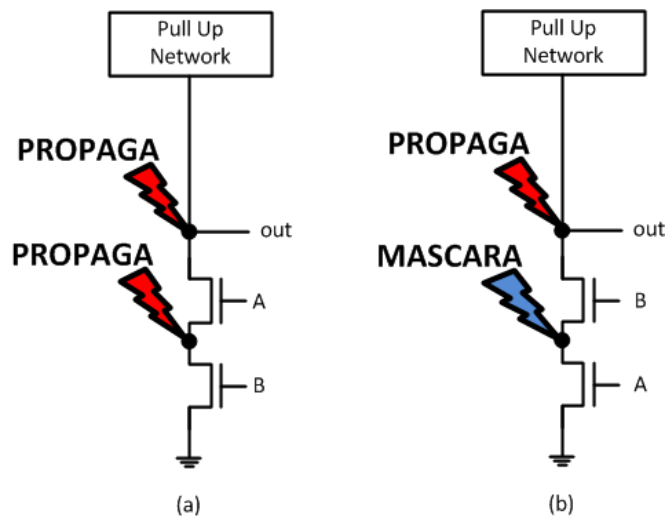 Pull Up
Network
PROPAGA
out
PROPAGA
A
B
(a)
Pull Up
Network
PROPAGA
out
MASCARA
B
A
(b)